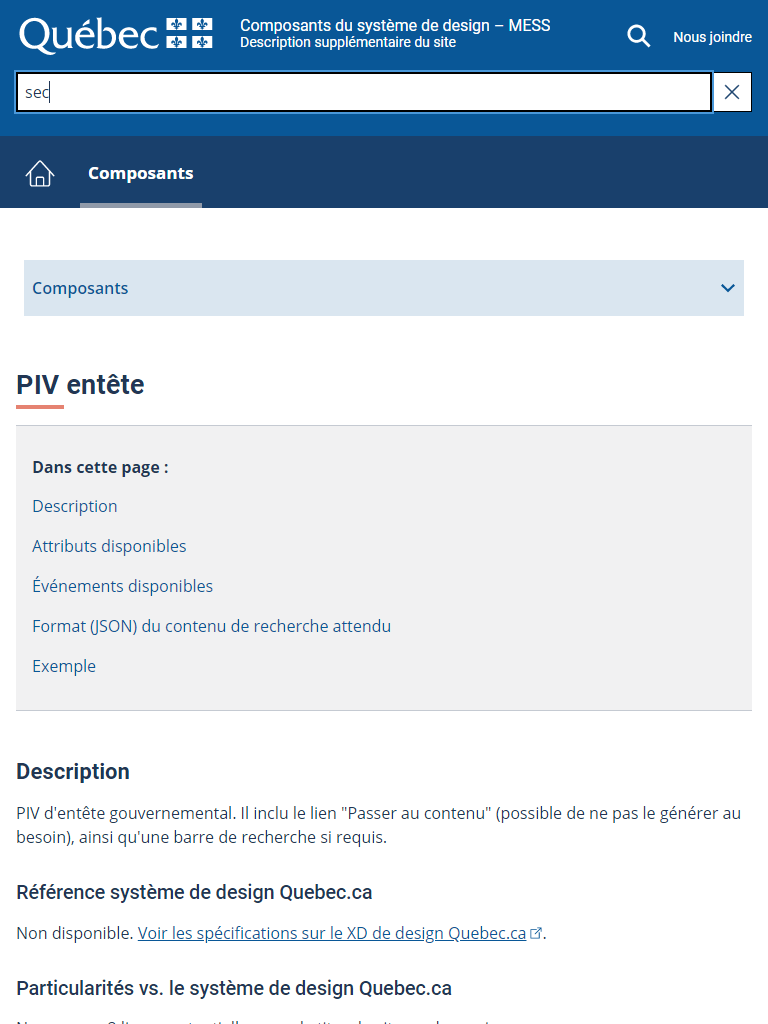 Québec
Composants du système de design – MESS
Description supplémentaire du site
Nous joindre
sec
Composants
Composants
PIV entête
Dans cette page :
Description
Attributs disponibles
Événements disponibles
Format (JSON) du contenu de recherche attendu
Exemple
Description
PIV d'entête gouvernemental. Il inclu le lien "Passer au contenu" (possible de ne pas le générer au
besoin), ainsi qu'une barre de recherche si requis.
Référence système de design Quebec.ca
Non disponible. Voir les spécifications sur le XD de design Quebec.ca.
Particularités vs. le système de design Quebec.ca